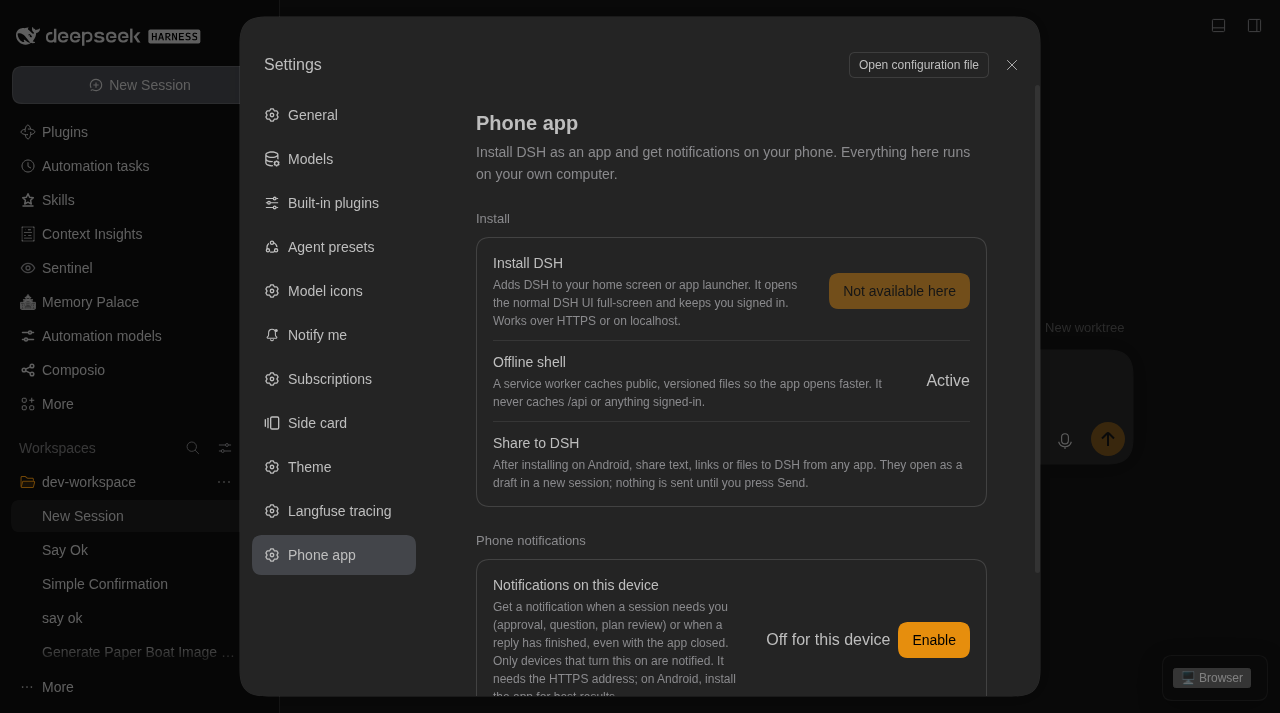 deepseek HARNESS
New Session
Plugins
Automation tasks
Skills
Context Insights
Sentinel
Memory Palace
Automation models
Composio
More
Workspaces
dev-workspace
New Session
Say Ok
Simple Confirmation
say ok
Generate Paper Boat Image ...
More
Settings
Open configuration file
General
Models
Built-in plugins
Agent presets
Model icons
Notify me
Subscriptions
Side card
Theme
Langfuse tracing
Phone app
Phone app
Install DSH as an app and get notifications on your phone. Everything here runs
on your own computer.
Install
Install DSH
Adds DSH to your home screen or app launcher. It opens
the normal DSH UI full-screen and keeps you signed in.
Works over HTTPS or on localhost.
Not available here
Offline shell
A service worker caches public, versioned files so the app opens faster. It
never caches /api or anything signed-in.
Active
Share to DSH
After installing on Android, share text, links or files to DSH from any app. They open as a
draft in a new session; nothing is sent until you press Send.
Phone notifications
Notifications on this device
Get a notification when a session needs you
(approval, question, plan review) or when a
reply has finished, even with the app closed.
Only devices that turn this on are notified. It
needs the HTTPS address; on Android, install
the app for best results.
Off for this device
Enable
New worktree
Browser